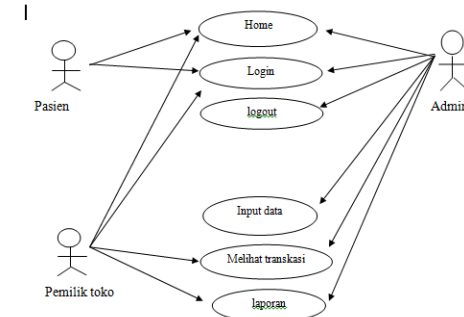 Home
Login
Pasien
Admin
logout
Input data
Melihat transkasi
Pemilik toko
laporan